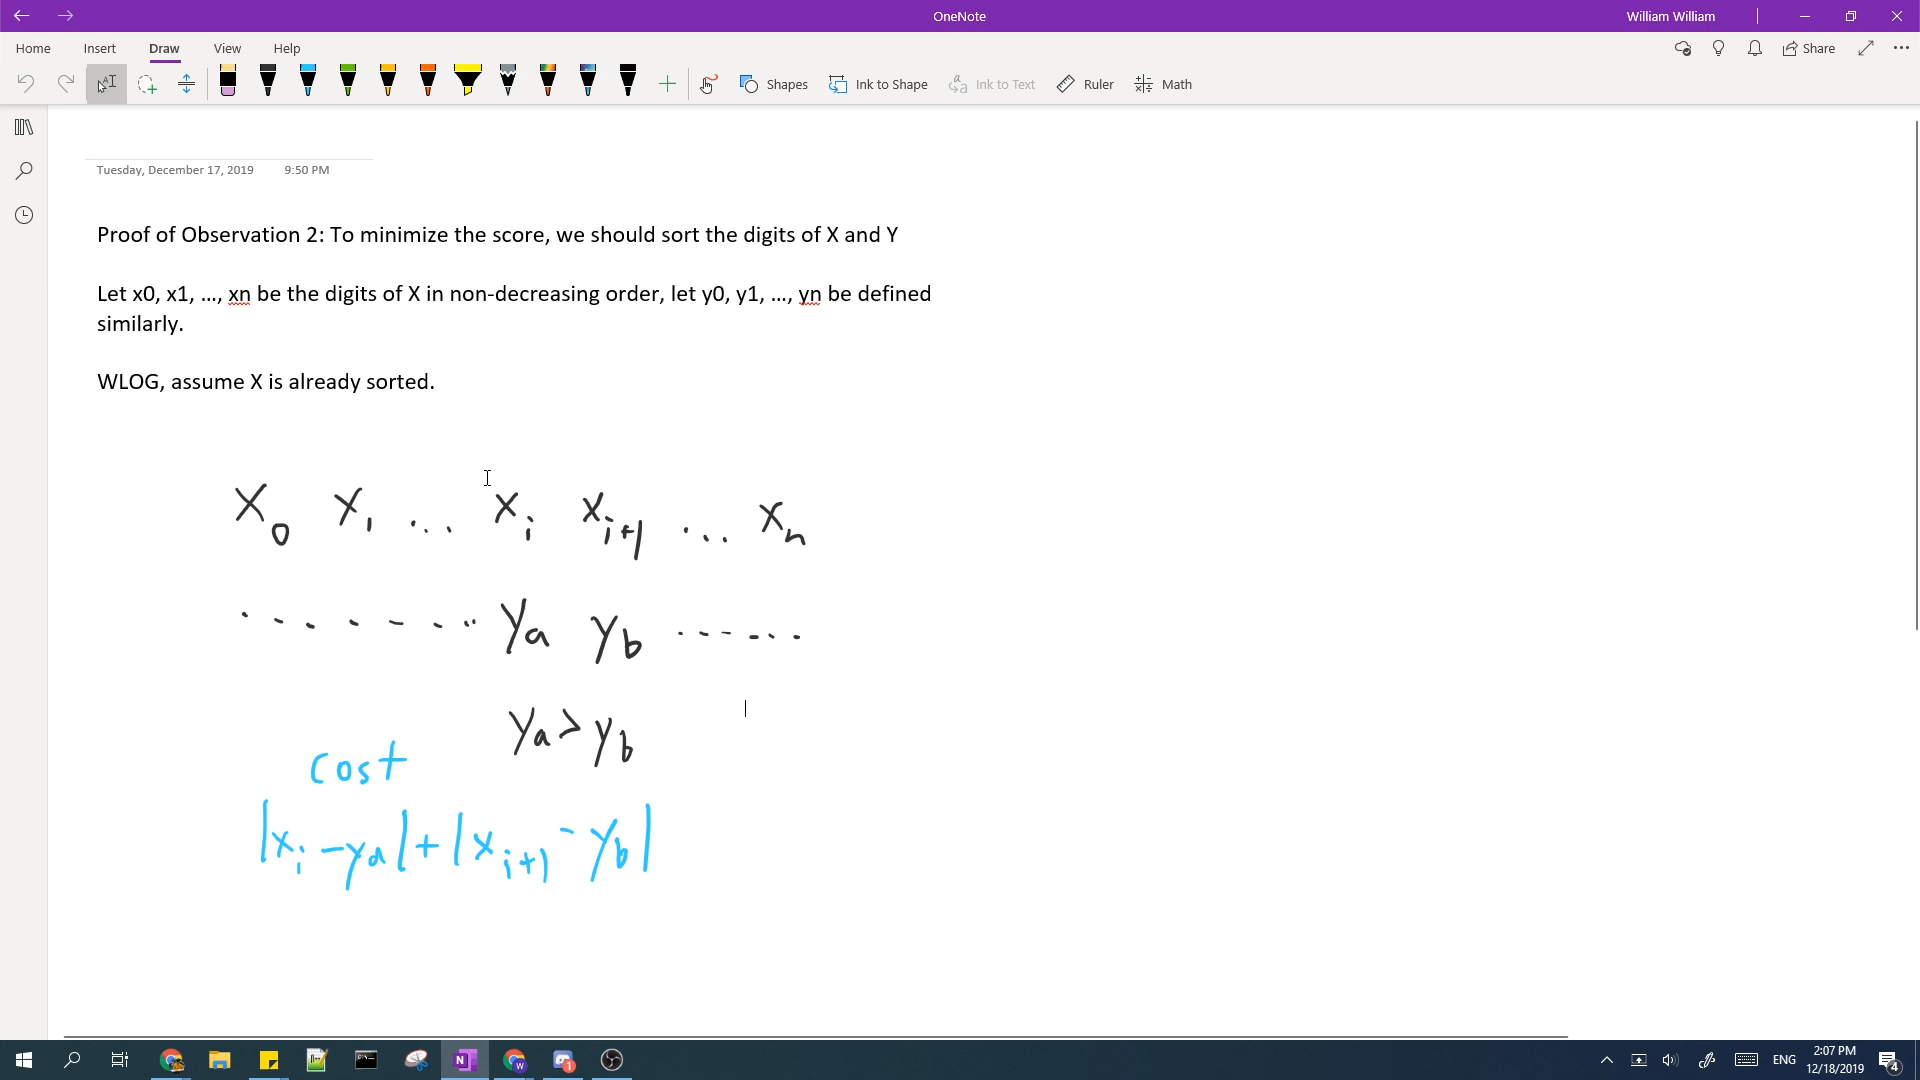 OneNote
William William
Home Insert Draw View Help
Share
Shapes Ink to Shape Ink to Text Ruler Math
Tuesday, December 17, 2019 9:50 PM
Proof of Observation 2: To minimize the score, we should sort the digits of X and Y
Let x0, x1, ..., xn be the digits of X in non-decreasing order, let y0, y1, ..., yn be defined
similarly.
WLOG, assume X is already sorted.
x₀ x₁ ... xᵢ xᵢ₊₁ ... xₙ
......... yₐ y_b ......
yₐ > y_b
cost
|xᵢ - yₐ| + |xᵢ₊₁ - y_b|
ENG
2:07 PM
12/18/2019
4